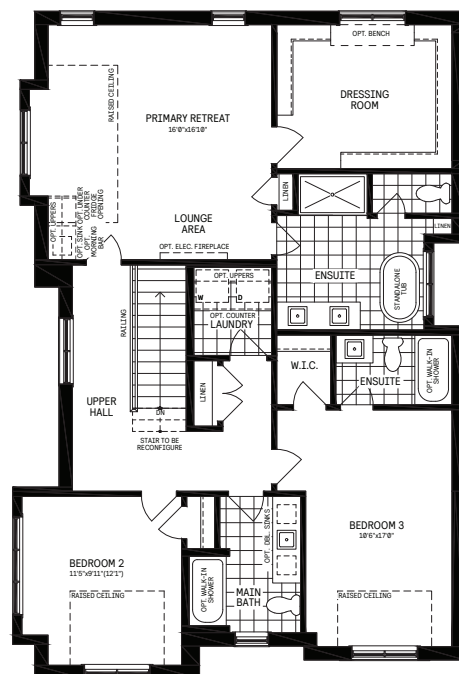 OPT. BENCH
RAISED CEILING
PRIMARY RETREAT
16'0"x16'10"
DRESSING
ROOM
LINEN
LINEN
OPT. UPPERS
OPT. SINK
OPT. UNDER
COUNTER
FRIDGE
OPENING
OPT.
MORNING
BAR
LOUNGE
AREA
OPT. ELEC. FIREPLACE
ENSUITE
STANDALONE
TUB
OPT. UPPERS
W
D
OPT. COUNTER
LAUNDRY
RAILING
W.I.C.
ENSUITE
OPT. WALK-IN
SHOWER
UPPER
HALL
LINEN
DN
STAIR TO BE
RECONFIGURE
BEDROOM 3
10'6"x17'0"
RAISED CEILING
OPT. DBL. SINKS
BEDROOM 2
11'5"x9'11"(12'1")
RAISED CEILING
OPT. WALK-IN
SHOWER
MAIN
BATH